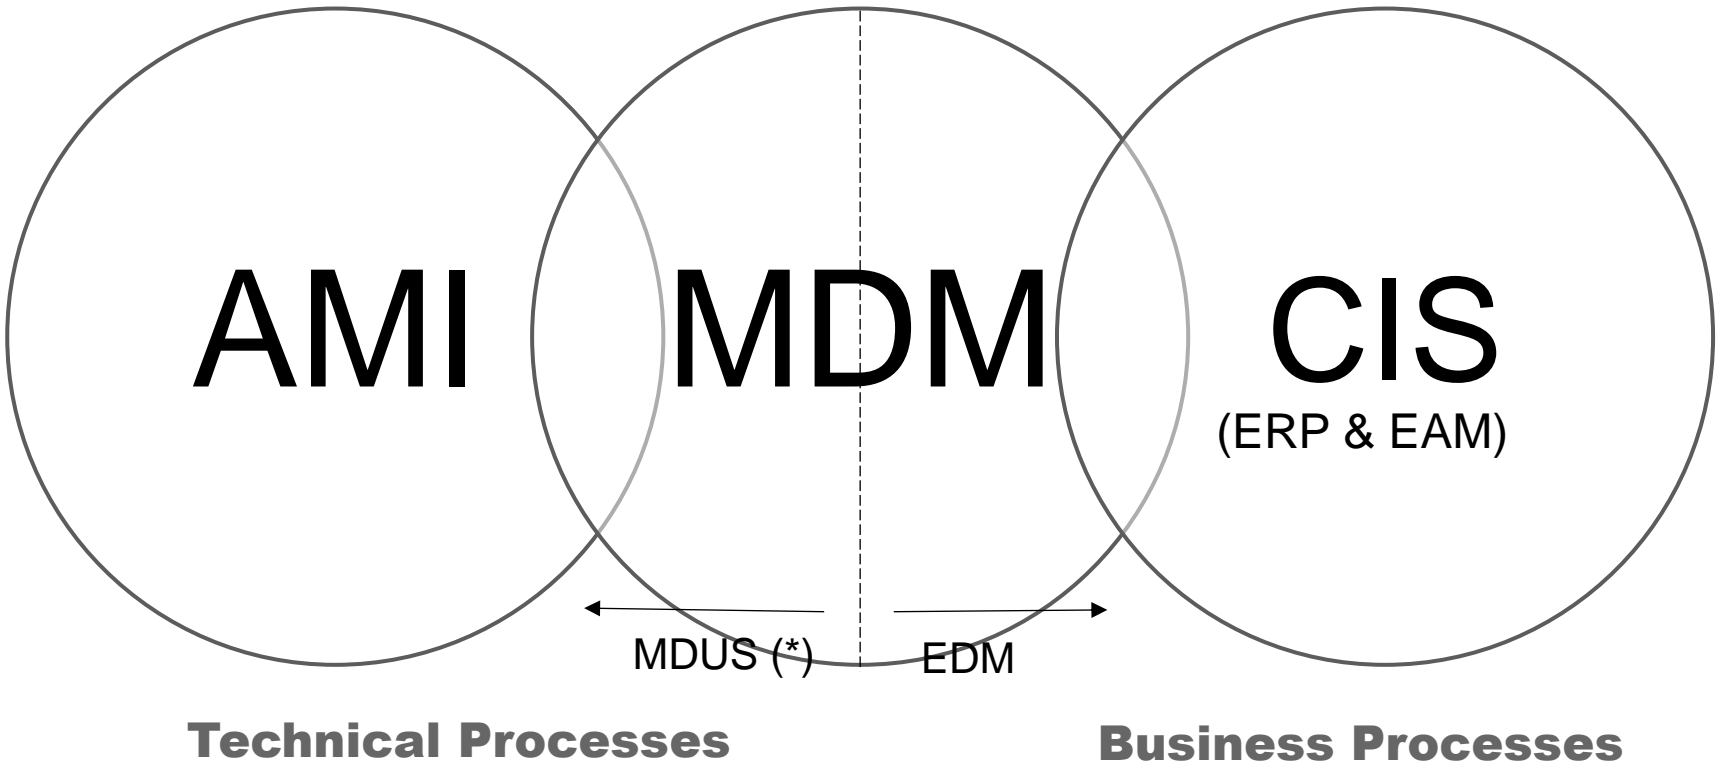 AMI
MDM
CIS
(ERP & EAM)
MDUS (*)
EDM
Technical Processes
Business Processes